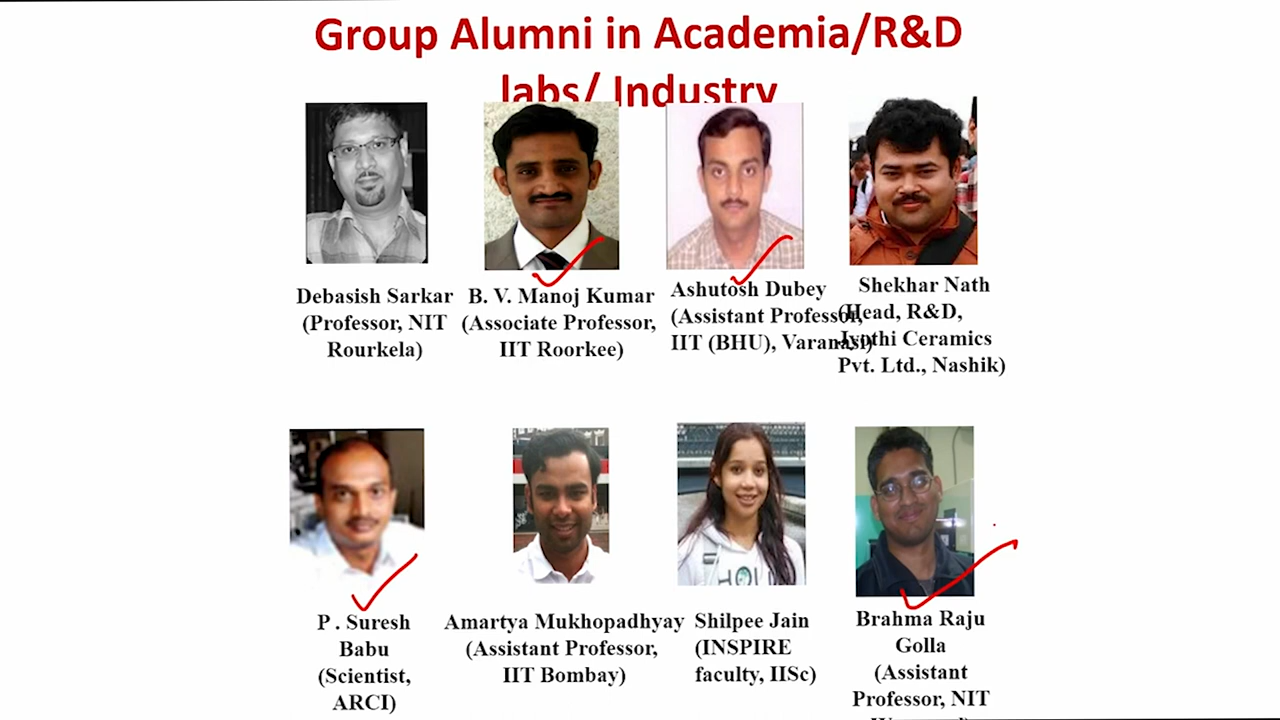 Group Alumni in Academia/R&D
labs/ Industry
Debasish Sarkar
(Professor, NIT
Rourkela)
B. V. Manoj Kumar
(Associate Professor,
IIT Roorkee)
Ashutosh Dubey
(Assistant Professor,
IIT (BHU), Varanasi)
Shekhar Nath
(Head, R&D,
Jyothi Ceramics
Pvt. Ltd., Nashik)
P . Suresh
Babu
(Scientist,
ARCI)
Amartya Mukhopadhyay
(Assistant Professor,
IIT Bombay)
Shilpee Jain
(INSPIRE
faculty, IISc)
Brahma Raju
Golla
(Assistant
Professor, NIT